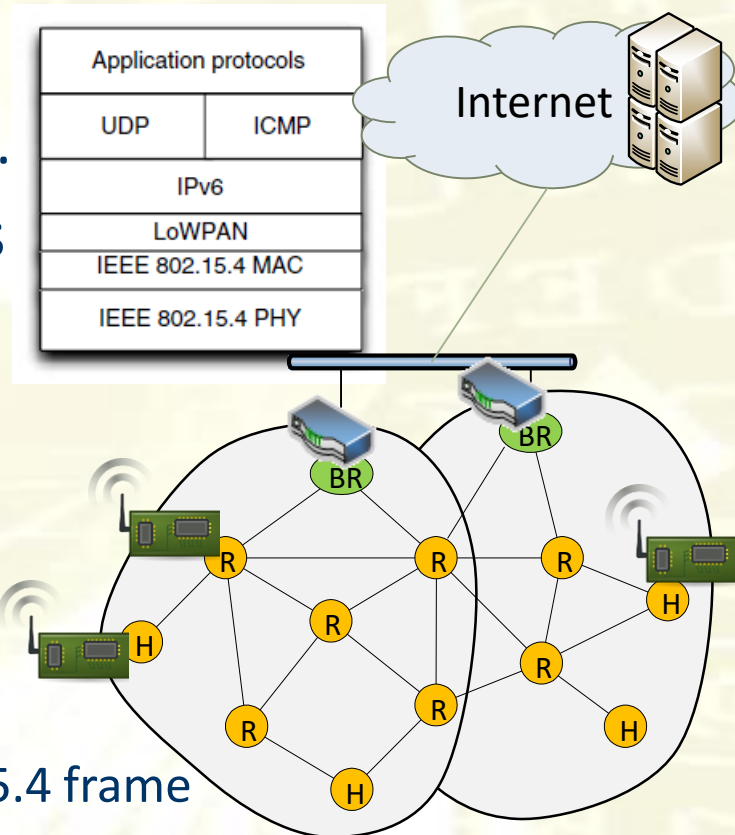 Application protocols
UDP ICMP
IPv6
LoWPAN
IEEE 802.15.4 MAC
IEEE 802.15.4 PHY
Internet
BR
BR
R
R
R
H
H
R
R
R
R
H
H
5.4 frame